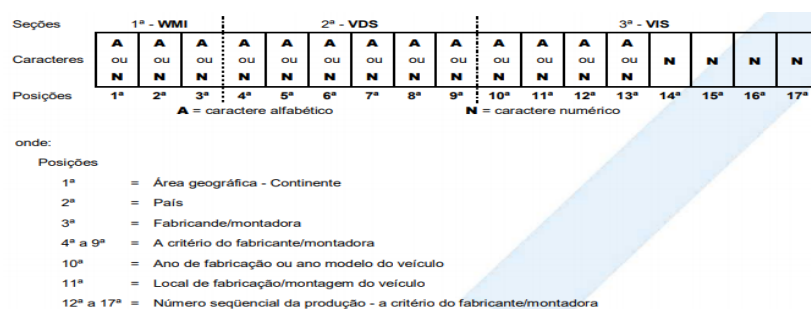 Seções 1ª - WMI 2ª - VDS 3ª - VIS
A A A A A A A A A A A A A
Caracteres ou ou ou ou ou ou ou ou ou ou ou ou ou N N N N
N N N N N N N N N N N N N
Posições 1ª 2ª 3ª 4ª 5ª 6ª 7ª 8ª 9ª 10ª 11ª 12ª 13ª 14ª 15ª 16ª 17ª
A = caractere alfabético N = caractere numérico
onde:
Posições
1ª = Área geográfica - Continente
2ª = País
3ª = Fabricande/montadora
4ª a 9ª = A critério do fabricante/montadora
10ª = Ano de fabricação ou ano modelo do veículo
11ª = Local de fabricação/montagem do veículo
12ª a 17ª = Número seqüencial da produção - a critério do fabricante/montadora